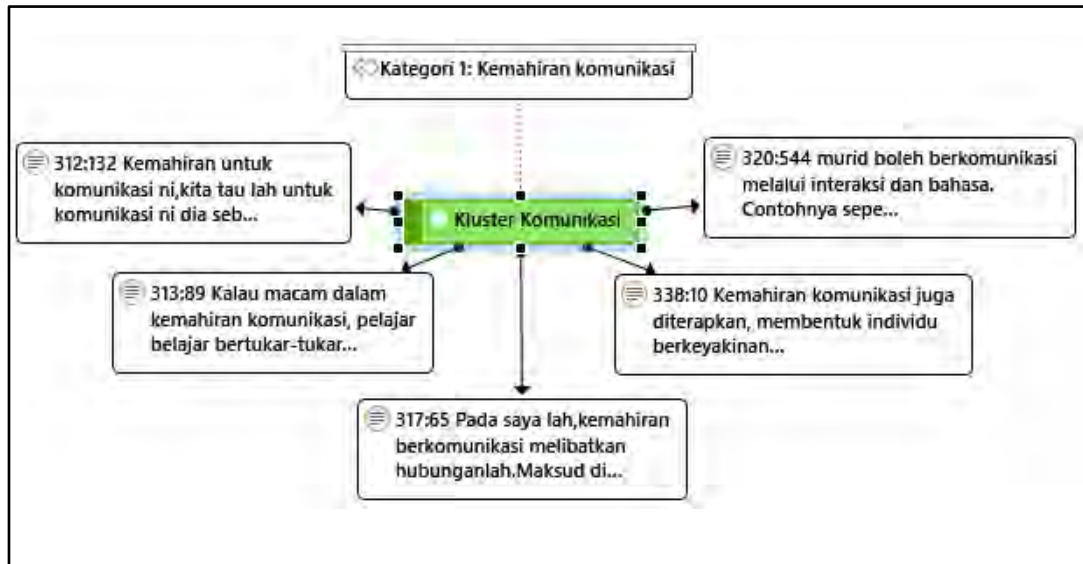 Kategori 1: Kemahiran komunikasi
312:132 Kemahiran untuk
komunikasi ni,kita tau lah untuk
komunikasi ni dia seb...
320:544 murid boleh berkomunikasi
melalui interaksi dan bahasa.
Contohnya sepe...
Kluster Komunikasi
313:89 Kalau macam dalam
kemahiran komunikasi, pelajar
belajar bertukar-tukar...
338:10 Kemahiran komunikasi juga
diterapkan, membentuk individu
berkeyakinan...
317:65 Pada saya lah,kemahiran
berkomunikasi melibatkan
hubunganlah.Maksud di...